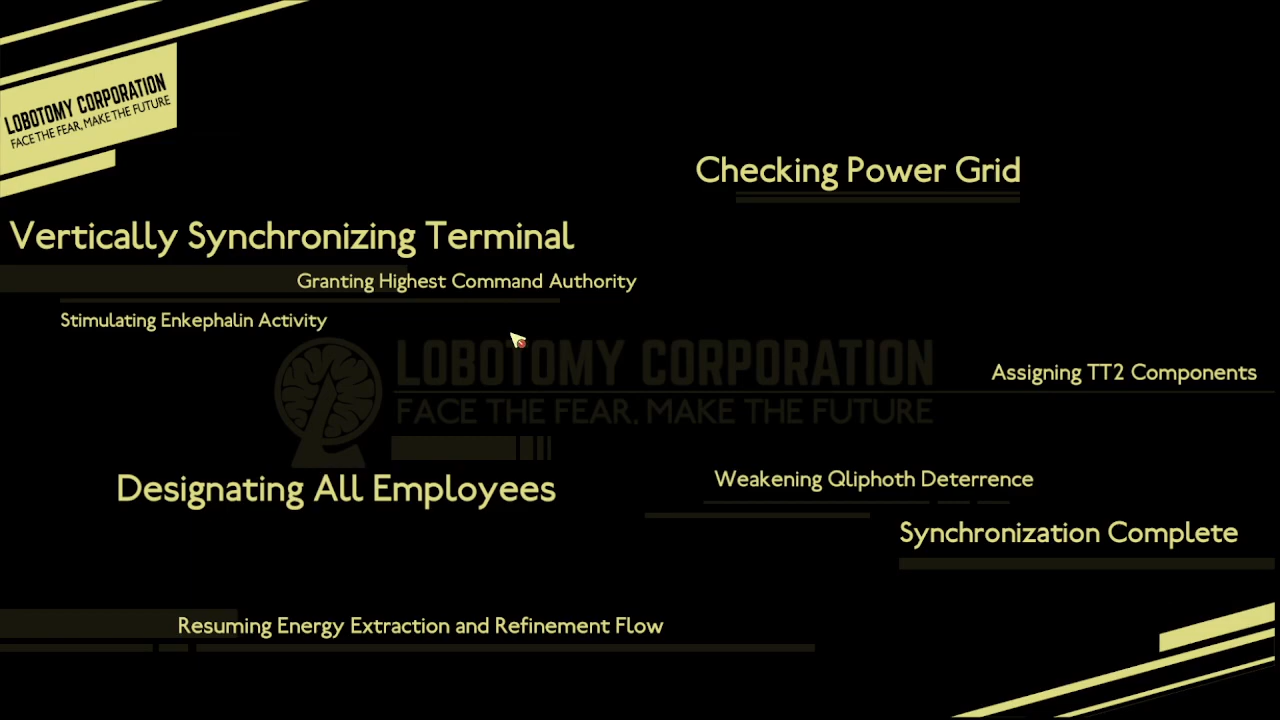 LOBOTOMY CORPORATION
FACE THE FEAR, MAKE THE FUTURE
Checking Power Grid
Vertically Synchronizing Terminal
Granting Highest Command Authority
Stimulating Enkephalin Activity
LOBOTOMY CORPORATION
FACE THE FEAR, MAKE THE FUTURE
Assigning TT2 Components
Designating All Employees
Weakening Qliphoth Deterrence
Synchronization Complete
Resuming Energy Extraction and Refinement Flow